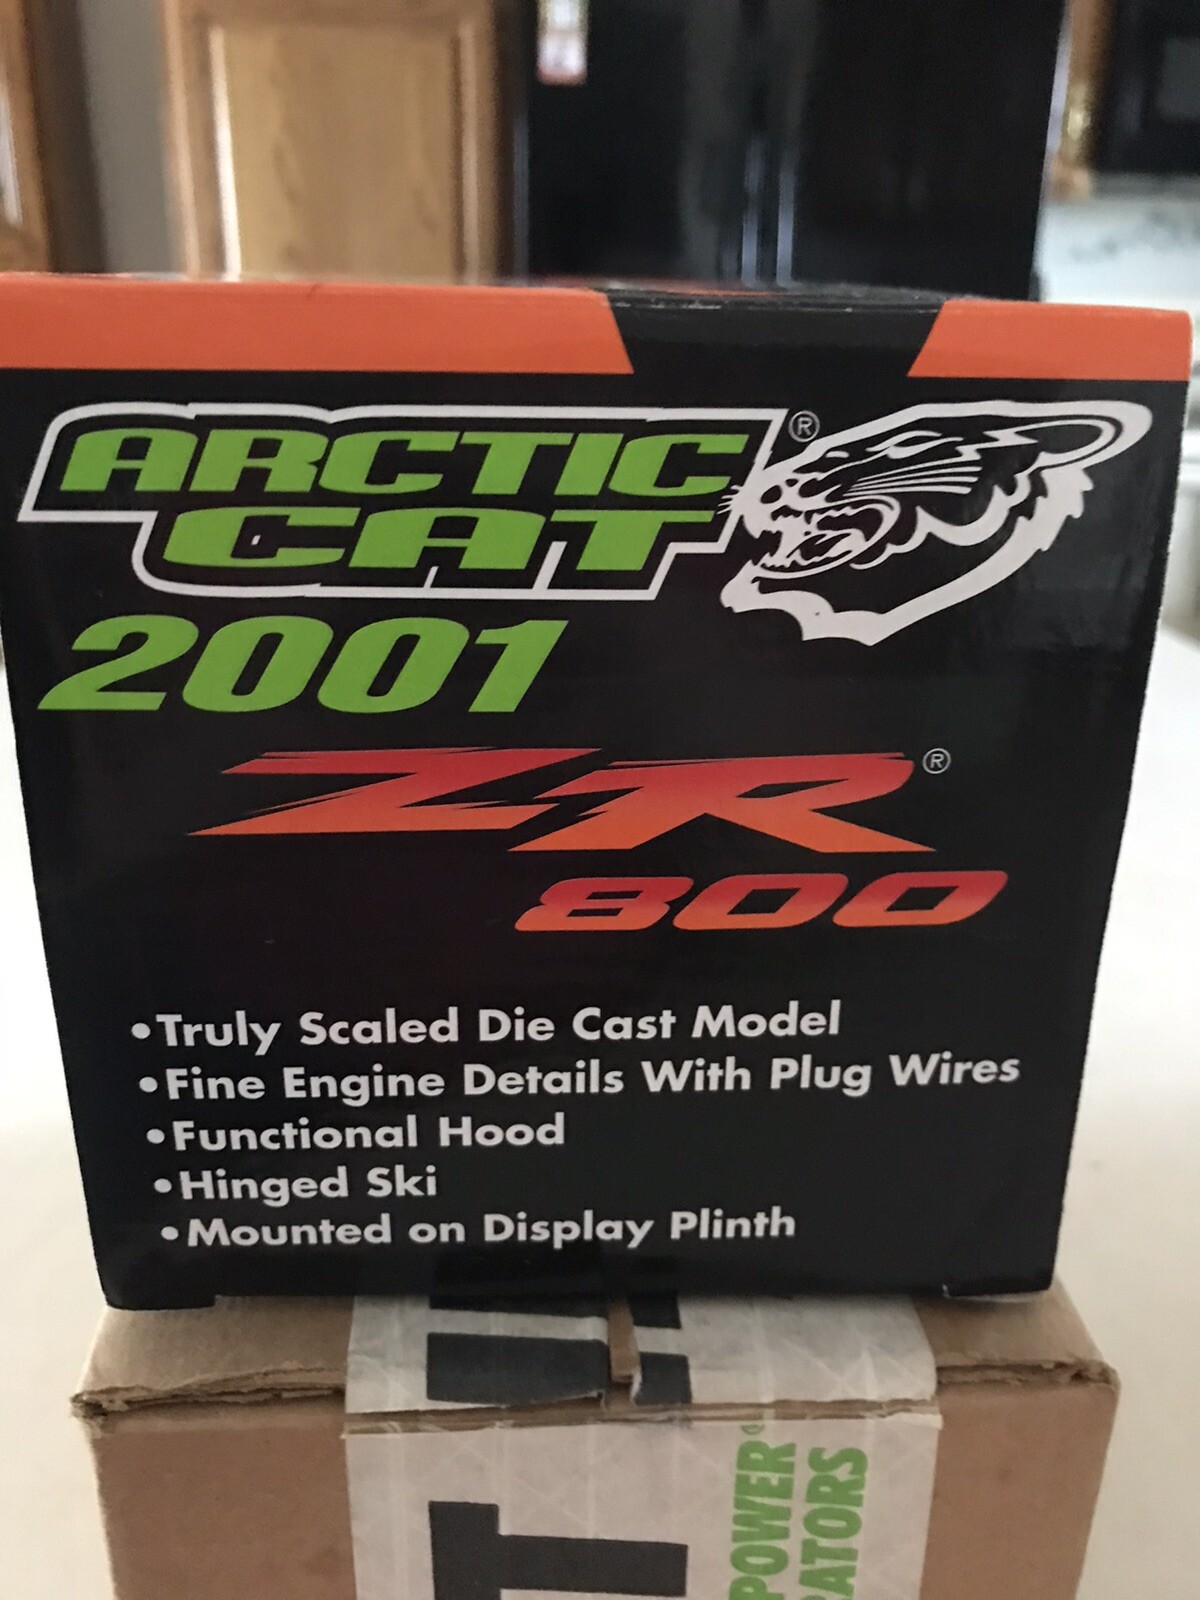 ARCTIC ®
CAT
2001
ZR ®
800
•Truly Scaled Die Cast Model
•Fine Engine Details With Plug Wires
•Functional Hood
•Hinged Ski
•Mounted on Display Plinth
POWER